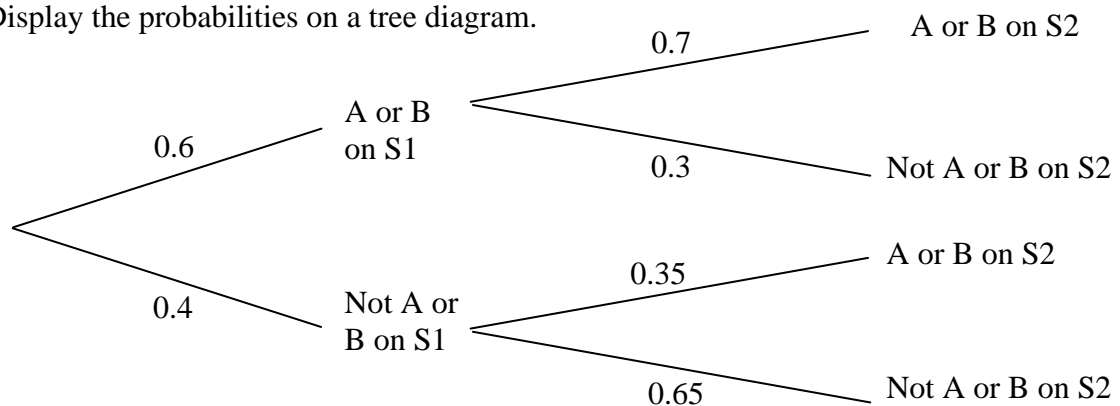 Display the probabilities on a tree diagram.
A or B on S2
0.7
A or B
on S1
0.6
0.3
Not A or B on S2
A or B on S2
0.35
0.4
Not A or
B on S1
0.65
Not A or B on S2